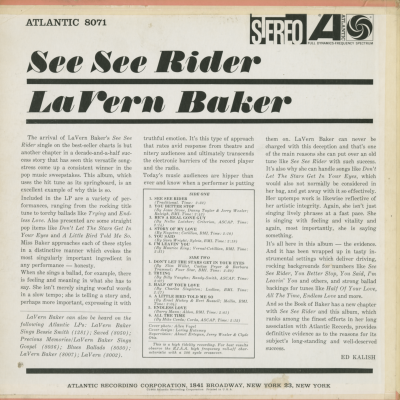 ATLANTIC 8071
STEREO
FULL DYNAMICS-FREQUENCY SPECTRUM
See See Rider
LaVern Baker
The arrival of LaVern Baker's See See
Rider single on the best-seller charts is but
another chapter in a decade-and-a-half suc-
cess story that has seen this versatile song-
stress come up a consistent winner in the
pop music sweepstakes. This album, which
uses the hit tune as its springboard, is an
excellent example of why this is so.
Included in the LP are a variety of per-
formances, ranging from the rocking title
tune to torchy ballads like Trying and End-
less Love. Also presented are some straight
pop items like Don't Let The Stars Get In
Your Eyes and A Little Bird Told Me So.
Miss Baker approaches each of these styles
in a distinctive manner which evokes the
most singularly important ingredient in
any performance — honesty.
When she sings a ballad, for example, there
is feeling and meaning in what she has to
say. She isn't merely singing wordly words
in a slow tempo; she is telling a story and,
perhaps more important, expressing it with
LaVern Baker can also be heard on the
following Atlantic LPs: LaVern Baker
Sings Bessie Smith (1281); Saved (8050);
Precious Memories/LaVern Baker Sings
Gospel (8036); Blues Ballads (8030);
LaVern Baker (8007); LaVern (8002).
truthful emotion. It's this type of approach
that rates avid response from theatre and
nitery audiences and ultimately transcends
the electronic barriers of the record player
and the radio.
Today's music audiences are hipper than
ever and know when a performer is putting
SIDE ONE
1. SEE SEE RIDER
2. YOU BETTER STOP
3. HE'S A REAL GONE GUY
4. STORY OF MY LOVE
5. YOU SAID
6. I'M LEAVIN' YOU
SIDE TWO
1. DON'T LET THE STARS GET IN YOUR EYES
2. TRYING
3. HALF OF YOUR LOVE
4. A LITTLE BIRD TOLD ME SO
5. ENDLESS LOVE
6. ALL THE TIME
them on. LaVern Baker can never be
charged with this deception and that's one
of the main reasons she can put over an old
tune like See See Rider with such success.
It's also why she can handle songs like Don't
Let The Stars Get In Your Eyes, which
would also not normally be considered in
her bag, and get away with it so effectively.
Her uptempo work is likewise reflective of
her artistic integrity. Again, she isn't just
singing lively phrases at a fast pace. She
is singing with feeling and vitality and
again, most importantly, she is saying
something.
It's all here in this album — the evidence.
And it has been wrapped up in tasty in-
strumental settings which deliver driving,
rocking backgrounds for numbers like See
See Rider, You Better Stop, You Said, I'm
Leavin' You and others, and strong ballad
backings for tunes like Half Of Your Love,
All The Time, Endless Love and more.
And so the Book of Baker has a new chapter
with See See Rider and this album, which
ranks among the finest efforts in her long
association with Atlantic Records, provides
definitive evidence as to the reasons for its
subject's long-standing and well-deserved
success.
ED KALISH
ATLANTIC RECORDING CORPORATION, 1841 BROADWAY, NEW YORK 23, NEW YORK